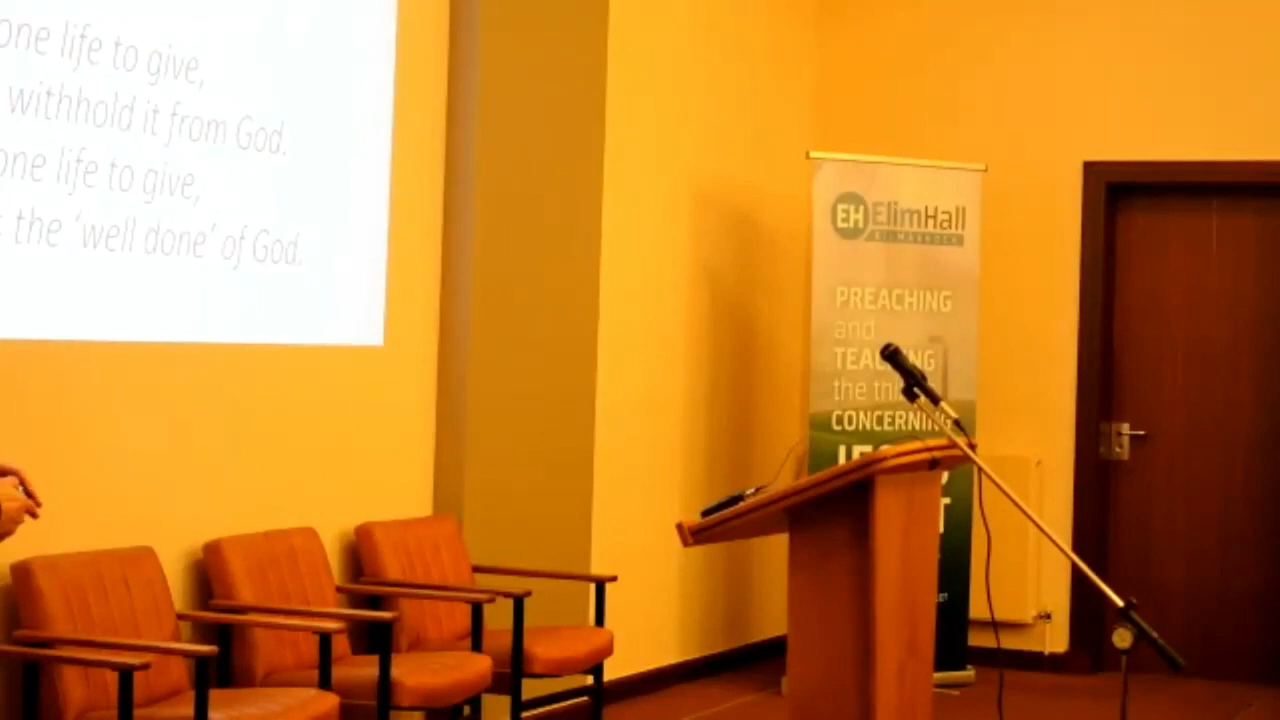 one life to give,
withhold it from God.
one life to give,
the ‘well done’ of God.
EH ElimHall
KILMARNOCK
PREACHING
and
TEACHING
the
CONCERNING